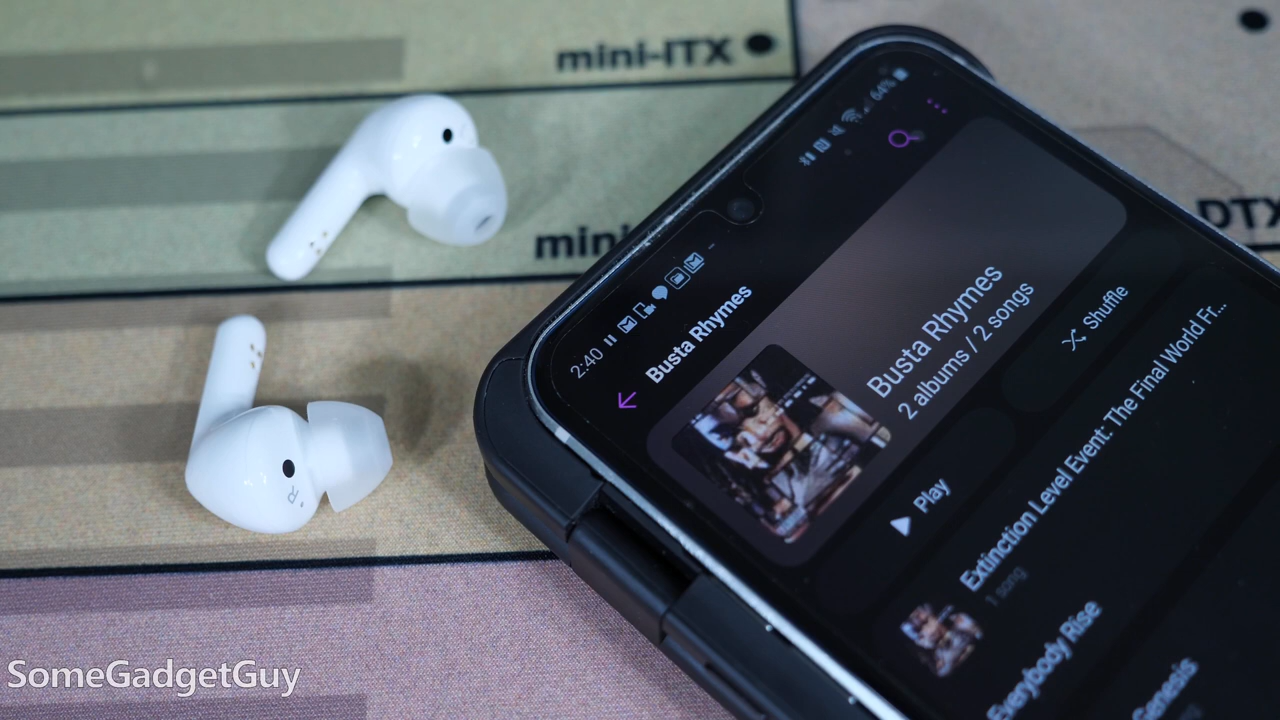 mini-ITX
mini
DTX
64%
2:40
Busta Rhymes
Busta Rhymes
2 albums / 2 songs
Play
Shuffle
Extinction Level Event: The Final World Fr...
1 song
Everybody Rise
Genesis
R
SomeGadgetGuy